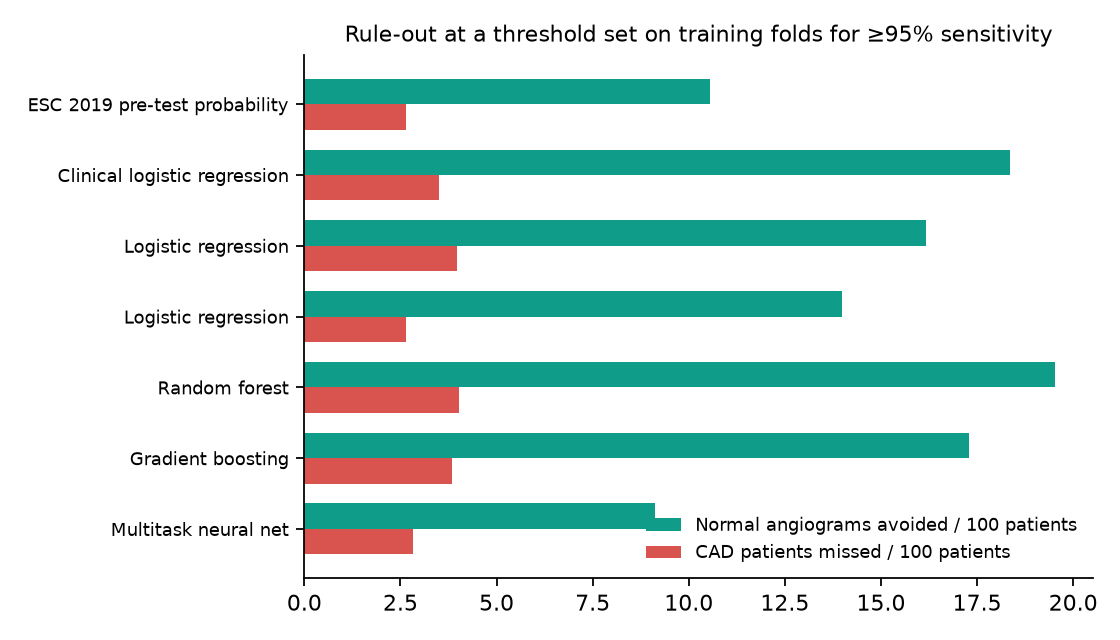 Rule-out at a threshold set on training folds for ≥95% sensitivity
ESC 2019 pre-test probability
Clinical logistic regression
Logistic regression
Logistic regression
Random forest
Gradient boosting
Multitask neural net
Normal angiograms avoided / 100 patients
CAD patients missed / 100 patients
0.0 2.5 5.0 7.5 10.0 12.5 15.0 17.5 20.0